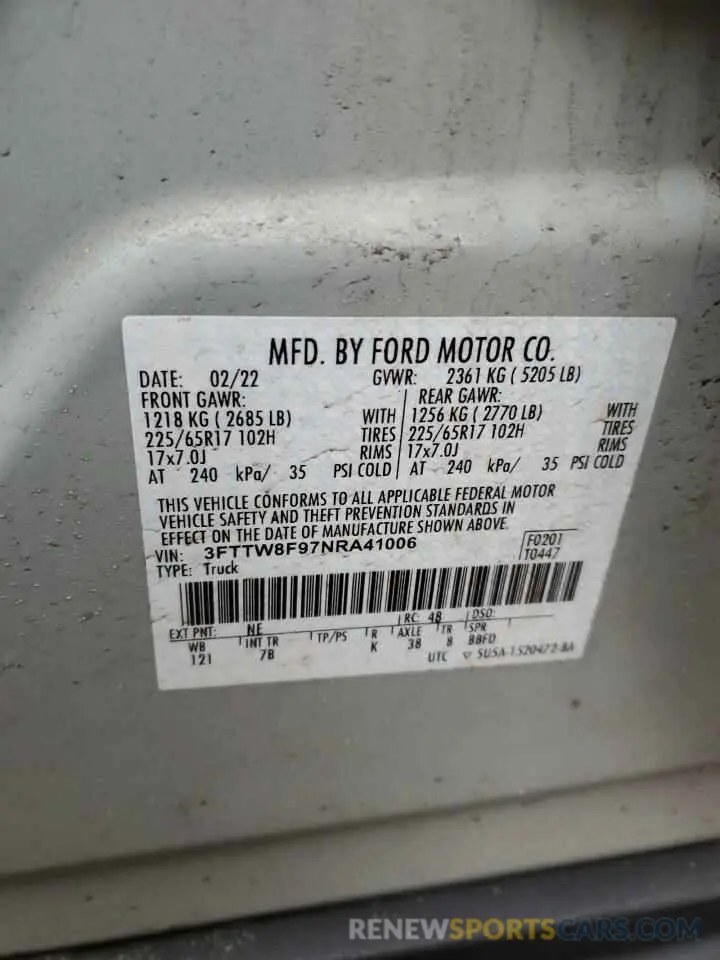 MFD. BY FORD MOTOR CO.
DATE: 02/22 GVWR: 2361 KG ( 5205 LB)
FRONT GAWR: REAR GAWR:
1218 KG ( 2685 LB) WITH 1256 KG ( 2770 LB) WITH
225/65R17 102H TIRES 225/65R17 102H TIRES
17x7.0J RIMS 17x7.0J RIMS
AT 240 kPa/ 35 PSI COLD AT 240 kPa/ 35 PSI COLD
THIS VEHICLE CONFORMS TO ALL APPLICABLE FEDERAL MOTOR
VEHICLE SAFETY AND THEFT PREVENTION STANDARDS IN
EFFECT ON THE DATE OF MANUFACTURE SHOWN ABOVE.
VIN: 3FTTW8F97NRA41006 F0201
TYPE: Truck T0447
EXT PNT: NE RC: 48 DSO:
WB INT TR TP/PS R AXLE TR SPR
121 7B K 38 8 BBFD
UTC ▽ 5U5A-1520472-BA
RENEWSPORTSCARS.COM